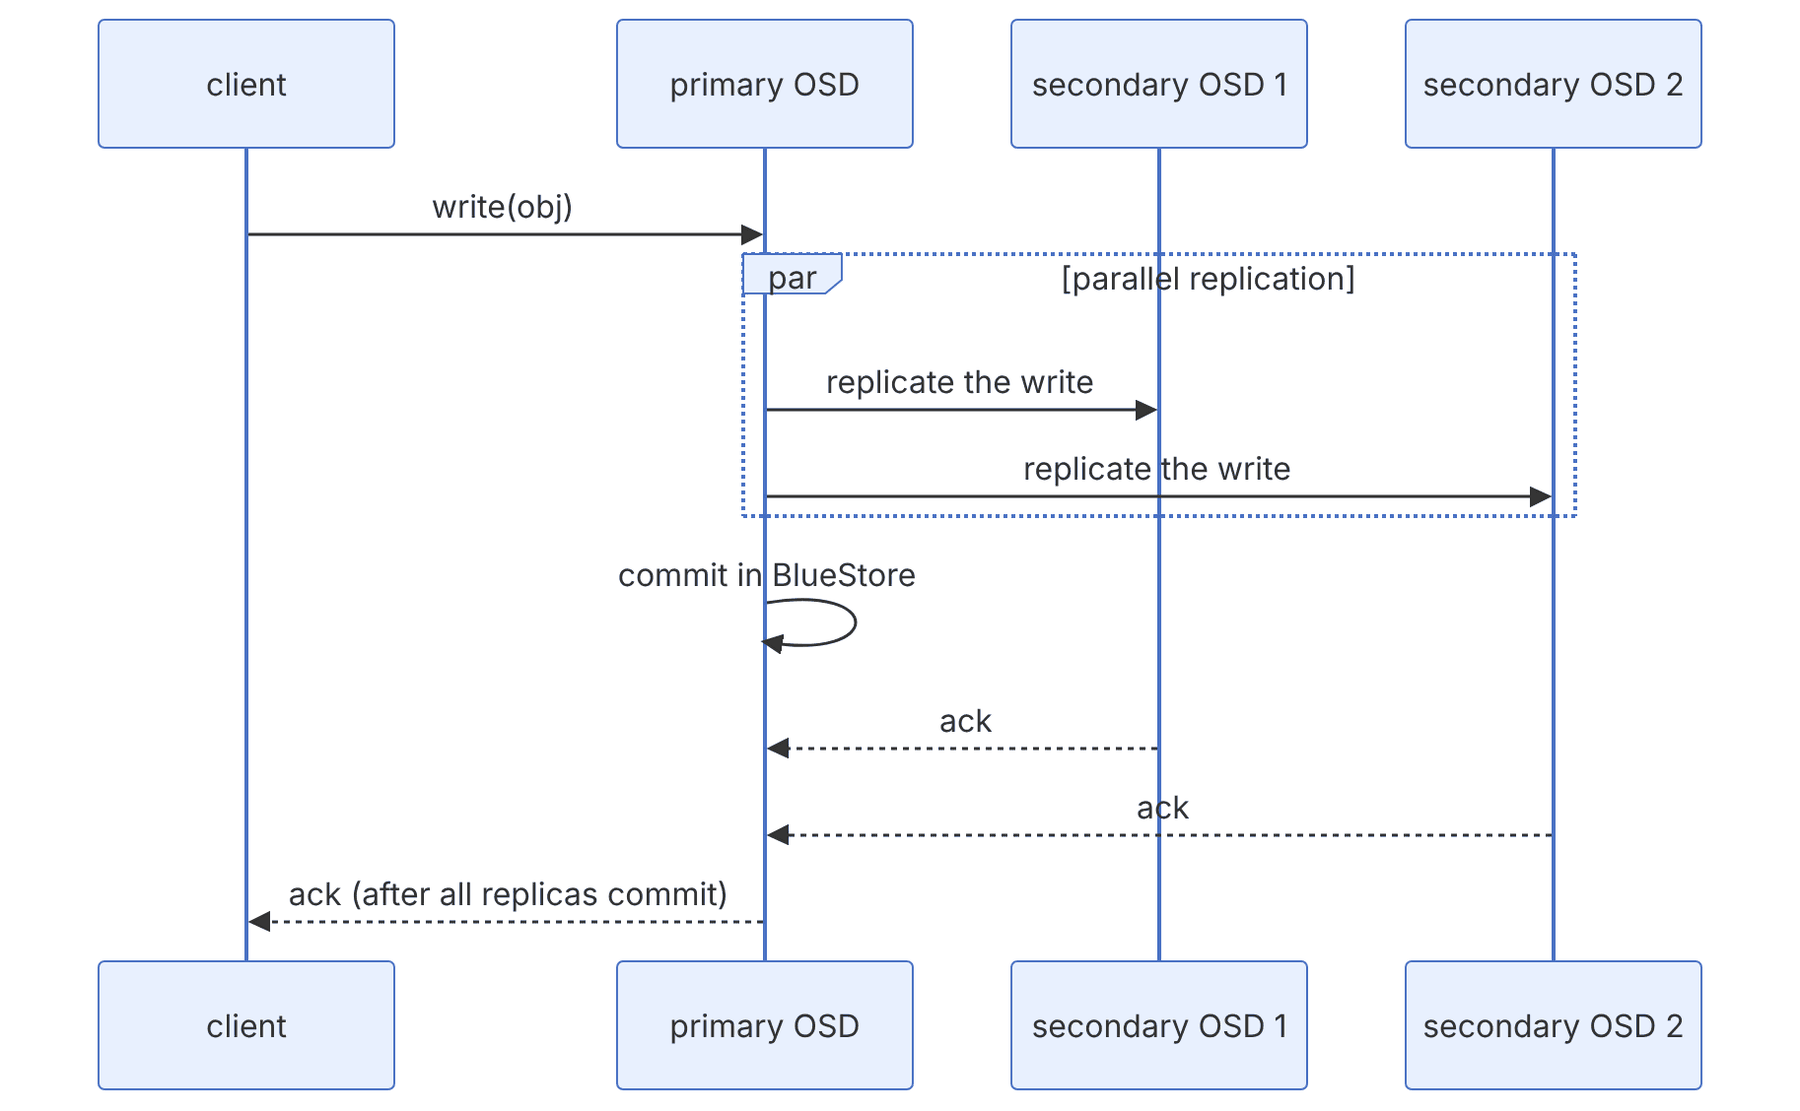 client
primary OSD
secondary OSD 1
secondary OSD 2
write(obj)
par
[parallel replication]
replicate the write
replicate the write
commit in BlueStore
ack
ack
ack (after all replicas commit)
client
primary OSD
secondary OSD 1
secondary OSD 2